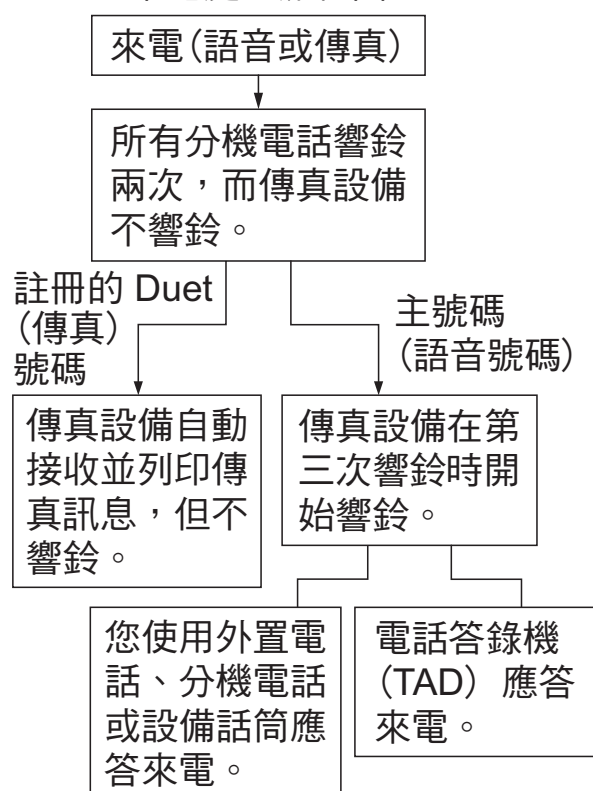 來電(語音或傳真)
所有分機電話響鈴
兩次,而傳真設備
不響鈴。
註冊的 Duet
(傳真)
號碼
主號碼
(語音號碼)
傳真設備自動
接收並列印傳
真訊息,但不
響鈴。
傳真設備在第
三次響鈴時開
始響鈴。
您使用外置電
話、分機電話
或設備話筒應
答來電。
電話答錄機
(TAD)應答
來電。